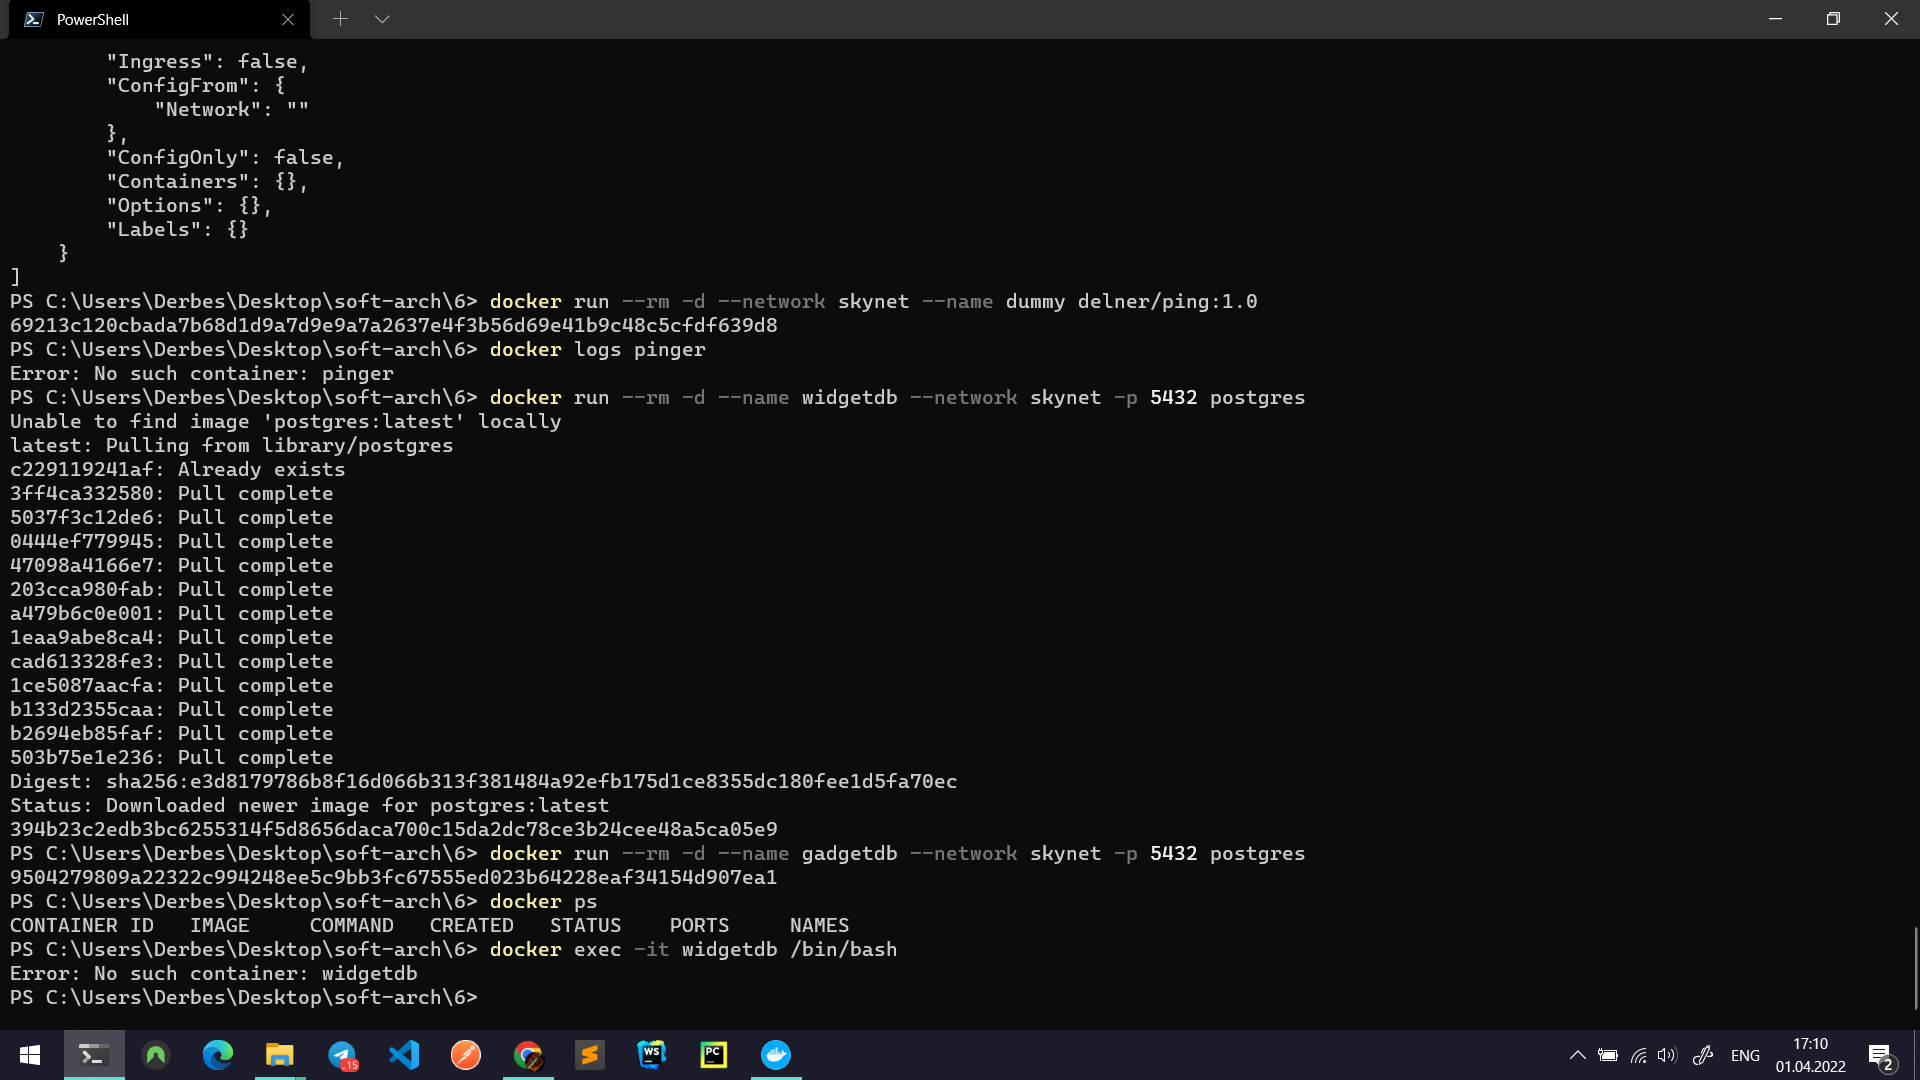 PowerShell
"Ingress": false,
"ConfigFrom": {
"Network": ""
},
"ConfigOnly": false,
"Containers": {},
"Options": {},
"Labels": {}
}
]
PS C:\Users\Derbes\Desktop\soft-arch\6> docker run --rm -d --network skynet --name dummy delner/ping:1.0
69213c120cbada7b68d1d9a7d9e9a7a2637e4f3b56d69e41b9c48c5cfdf639d8
PS C:\Users\Derbes\Desktop\soft-arch\6> docker logs pinger
Error: No such container: pinger
PS C:\Users\Derbes\Desktop\soft-arch\6> docker run --rm -d --name widgetdb --network skynet -p 5432 postgres
Unable to find image 'postgres:latest' locally
latest: Pulling from library/postgres
c229119241af: Already exists
3ff4ca332580: Pull complete
5037f3c12de6: Pull complete
0444ef779945: Pull complete
47098a4166e7: Pull complete
203cca980fab: Pull complete
a479b6c0e001: Pull complete
1eaa9abe8ca4: Pull complete
cad613328fe3: Pull complete
1ce5087aacfa: Pull complete
b133d2355caa: Pull complete
b2694eb85faf: Pull complete
503b75e1e236: Pull complete
Digest: sha256:e3d8179786b8f16d066b313f381484a92efb175d1ce8355dc180fee1d5fa70ec
Status: Downloaded newer image for postgres:latest
394b23c2edb3bc6255314f5d8656daca700c15da2dc78ce3b24cee48a5ca05e9
PS C:\Users\Derbes\Desktop\soft-arch\6> docker run --rm -d --name gadgetdb --network skynet -p 5432 postgres
9504279809a22322c994248ee5c9bb3fc67555ed023b64228eaf34154d907ea1
PS C:\Users\Derbes\Desktop\soft-arch\6> docker ps
CONTAINER ID   IMAGE     COMMAND   CREATED   STATUS    PORTS     NAMES
PS C:\Users\Derbes\Desktop\soft-arch\6> docker exec -it widgetdb /bin/bash
Error: No such container: widgetdb
PS C:\Users\Derbes\Desktop\soft-arch\6>
..15
WS
PC
ENG
17:10
01.04.2022
2